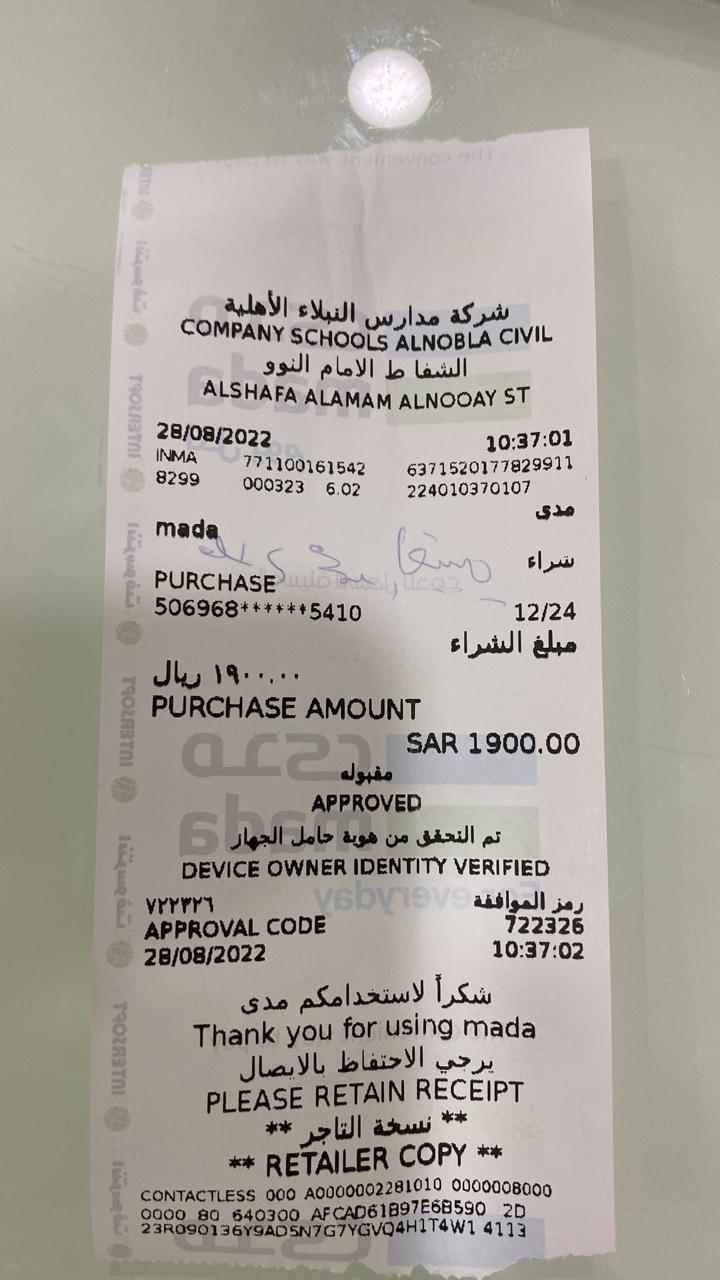 شركة مدارس النبلاء الأهلية
COMPANY SCHOOLS ALNOBLA CIVIL
الشفا ط الامام النوو
ALSHAFA ALAMAM ALNOOAY ST
28/08/2022 10:37:01
INMA 771100161542 6371520177829911
8299 000323 6.02 224010370107
مدى
mada
شراء
PURCHASE
506968******5410 12/24
مبلغ الشراء
١٩٠٠.٠٠ ريال
PURCHASE AMOUNT
SAR 1900.00
مقبوله
APPROVED
تم التحقق من هوية حامل الجهاز
DEVICE OWNER IDENTITY VERIFIED
رمز الموافقة ٧٢٢٣٢٦
APPROVAL CODE 722326
28/08/2022 10:37:02
شكراً لاستخدامكم مدى
Thank you for using mada
يرجي الاحتفاظ بالايصال
PLEASE RETAIN RECEIPT
** نسخة التاجر **
** RETAILER COPY **
CONTACTLESS 000 A0000002281010 0000008000
0000 80 640300 AFCAD61B97E6B590 2D
23R090136Y9AD5N7G7YGVQ4H1T4W1 4113